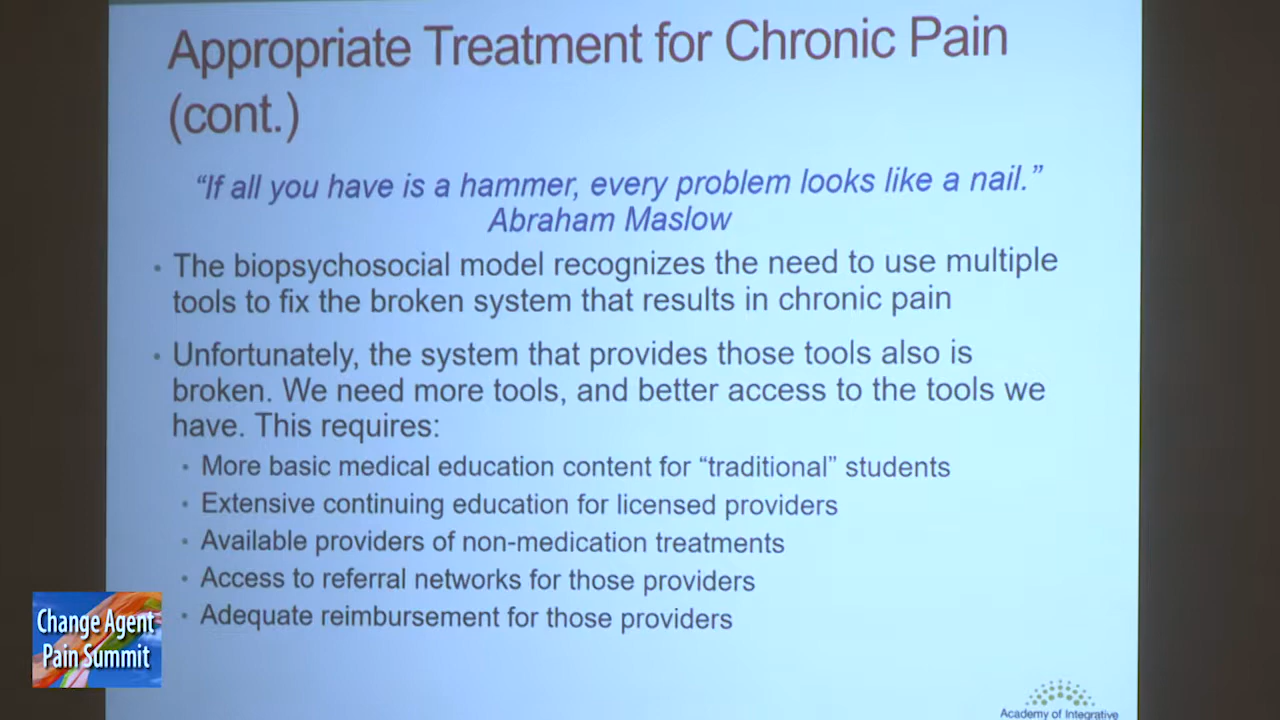 Appropriate Treatment for Chronic Pain
(cont.)
“If all you have is a hammer, every problem looks like a nail.”
Abraham Maslow
• The biopsychosocial model recognizes the need to use multiple
tools to fix the broken system that results in chronic pain
• Unfortunately, the system that provides those tools also is
broken. We need more tools, and better access to the tools we
have. This requires:
• More basic medical education content for “traditional” students
• Extensive continuing education for licensed providers
• Available providers of non-medication treatments
• Access to referral networks for those providers
• Adequate reimbursement for those providers
Change Agent
Pain Summit
Academy of Integrative